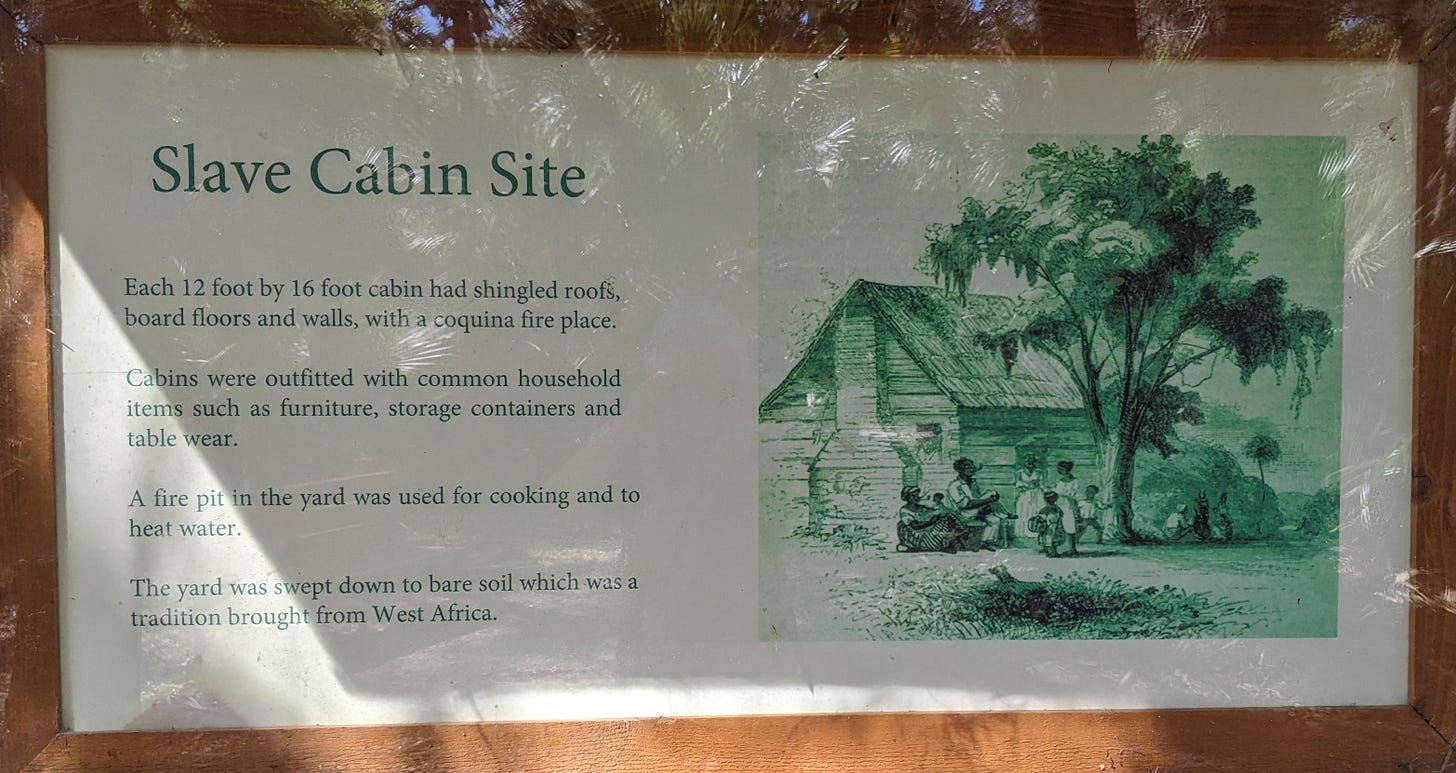 Slave Cabin Site
Each 12 foot by 16 foot cabin had shingled roofs,
board floors and walls, with a coquina fire place.
Cabins were outfitted with common household
items such as furniture, storage containers and
table wear.
A fire pit in the yard was used for cooking and to
heat water.
The yard was swept down to bare soil which was a
tradition brought from West Africa.